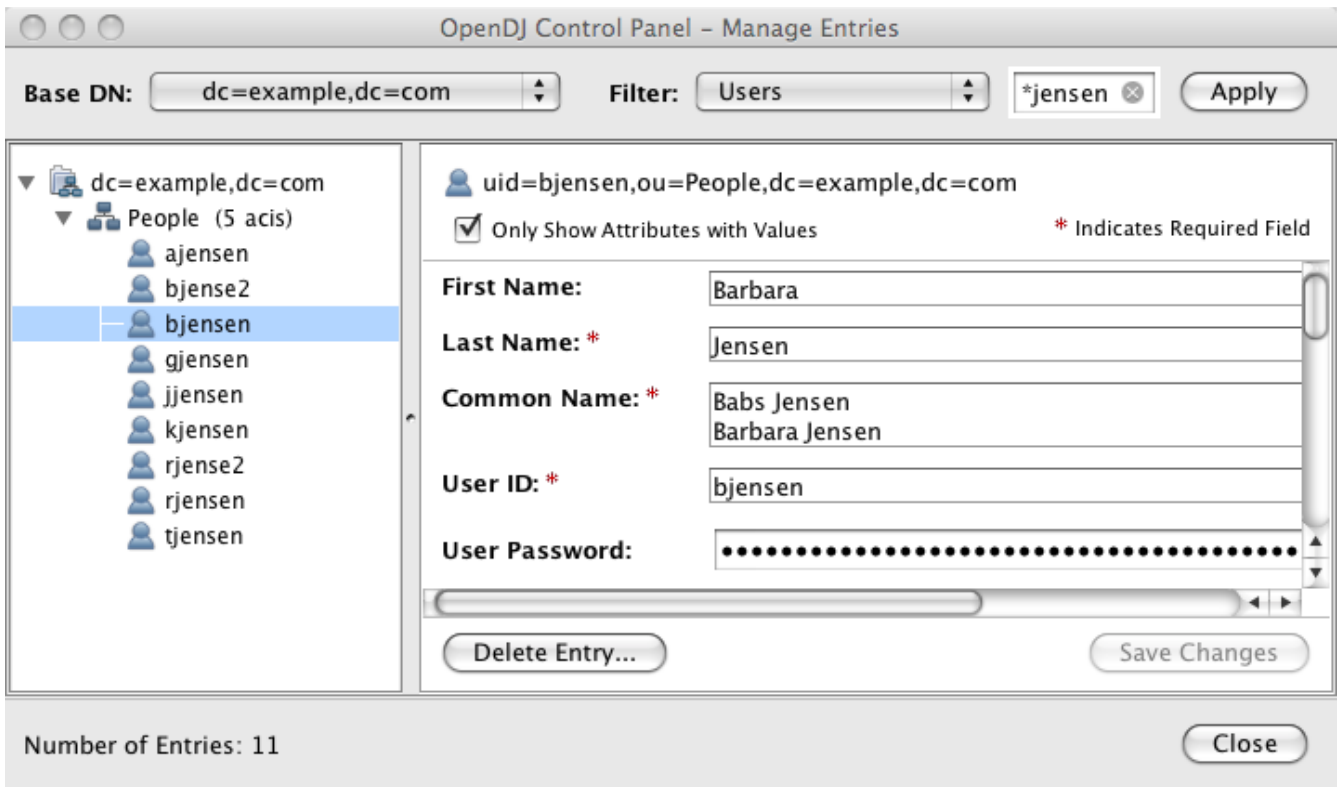 OpenDJ Control Panel – Manage Entries
Base DN: dc=example,dc=com Filter: Users *jensen Apply
dc=example,dc=com
People (5 acis)
ajensen
bjense2
bjensen
gjensen
jjensen
kjensen
rjense2
rjensen
tjensen
uid=bjensen,ou=People,dc=example,dc=com
Only Show Attributes with Values * Indicates Required Field
First Name: Barbara
Last Name: * Jensen
Common Name: * Babs Jensen
Barbara Jensen
User ID: * bjensen
User Password: ••••••••••••••••••••••••••••••••••••••••
Delete Entry... Save Changes
Number of Entries: 11 Close